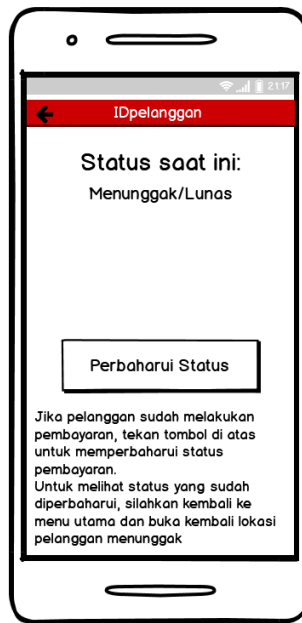 21:17
IDpelanggan
Status saat ini:
Menunggak/Lunas
Perbaharui Status
Jika pelanggan sudah melakukan
pembayaran, tekan tombol di atas
untuk memperbaharui status
pembayaran.
Untuk melihat status yang sudah
diperbaharui, silahkan kembali ke
menu utama dan buka kembali lokasi
pelanggan menunggak